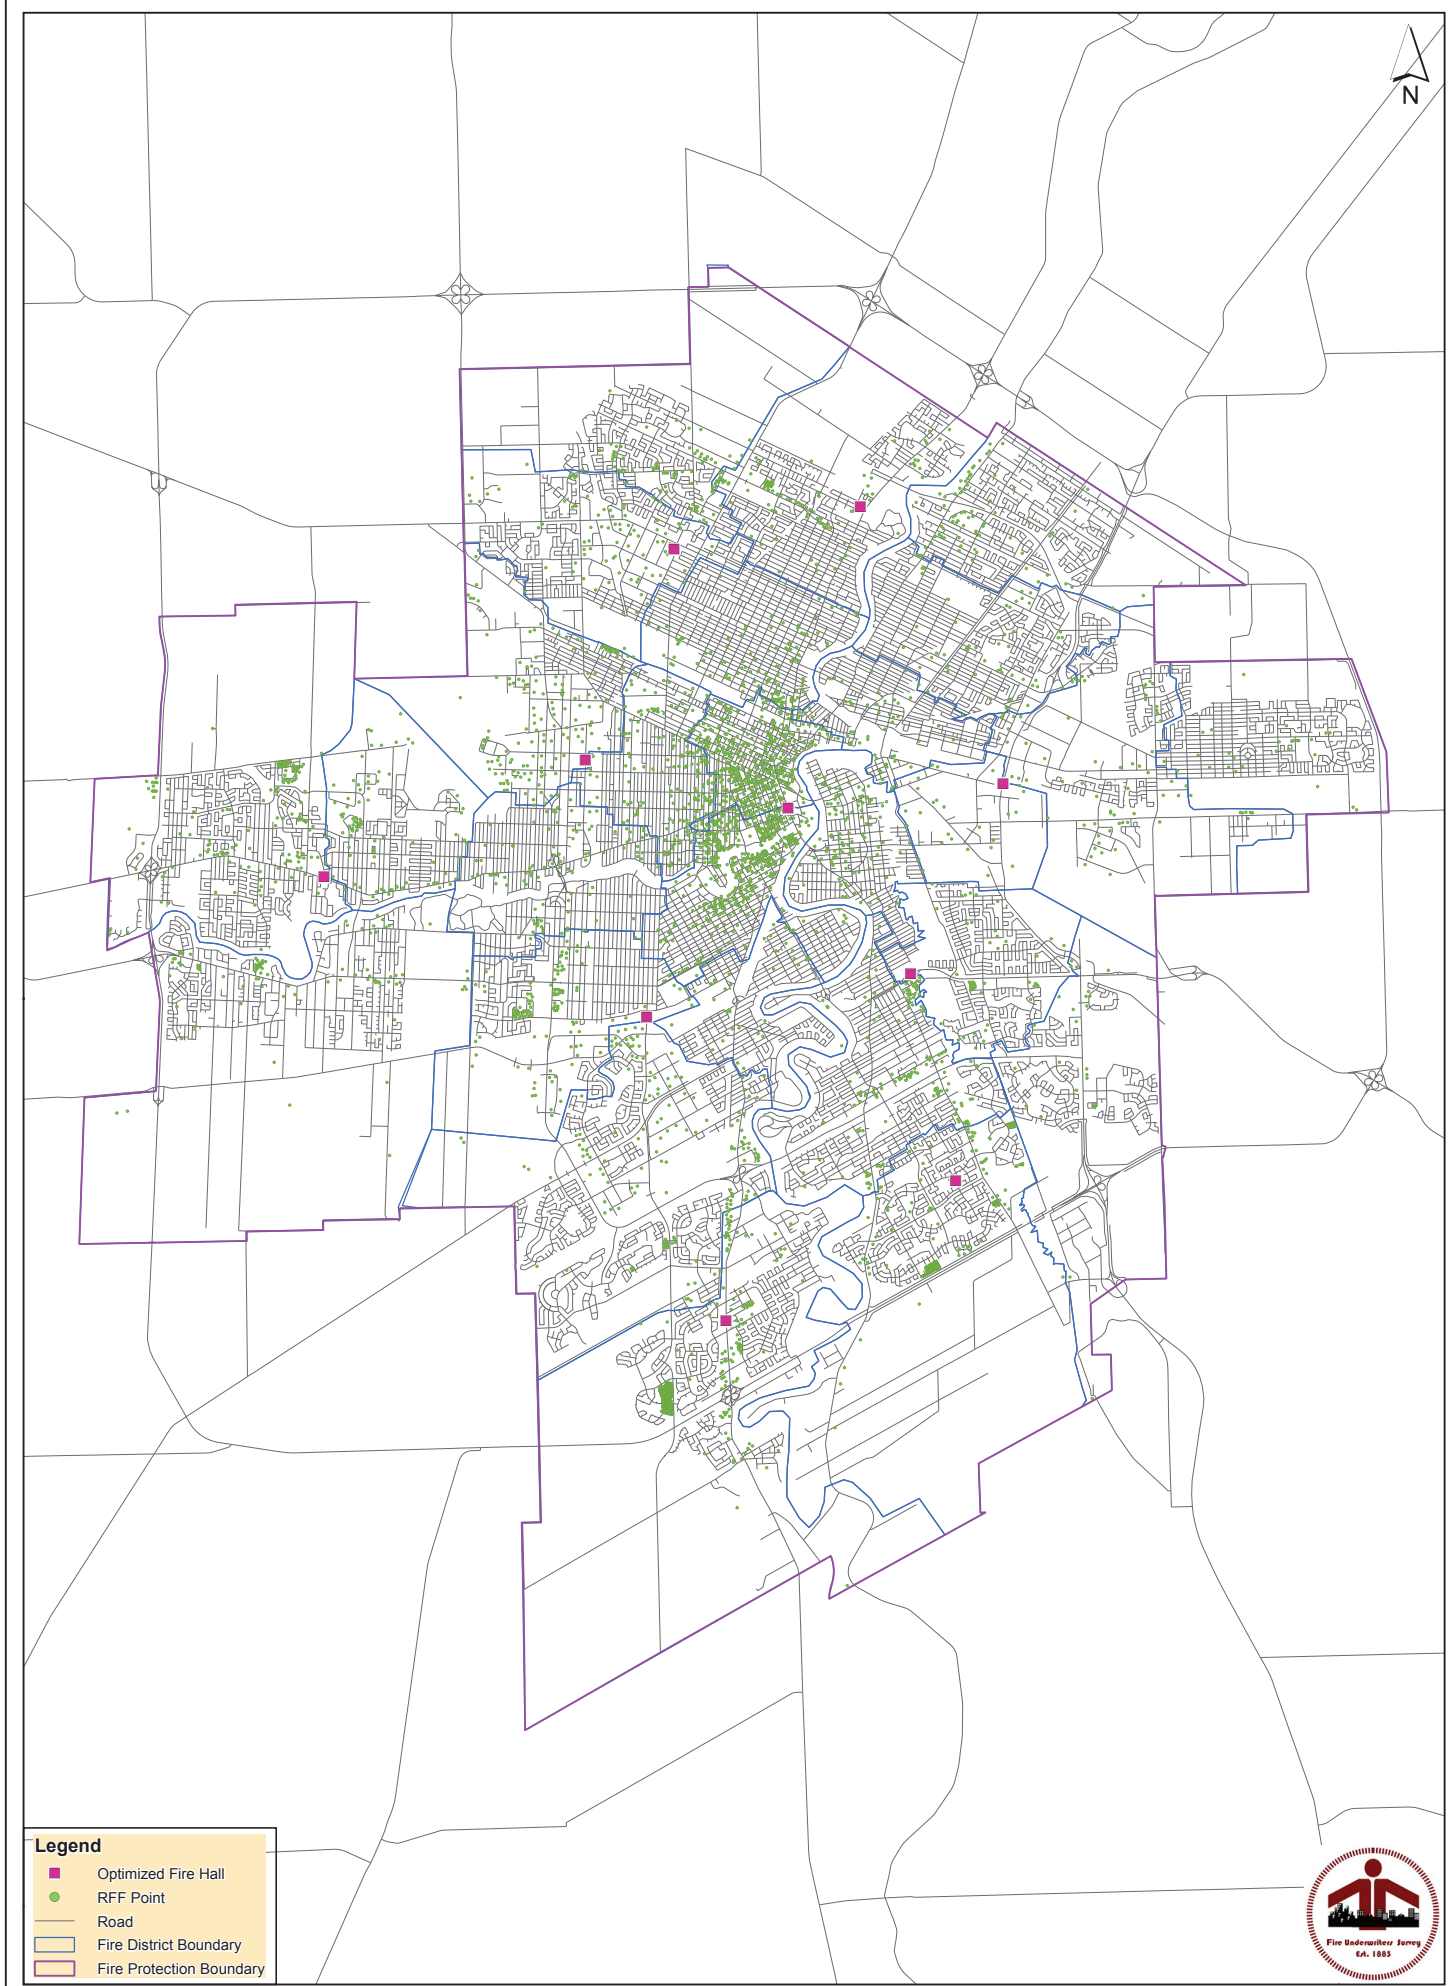 N
Legend
Optimized Fire Hall
RFF Point
Road
Fire District Boundary
Fire Protection Boundary
Fire Underwriters Survey
Est. 1883